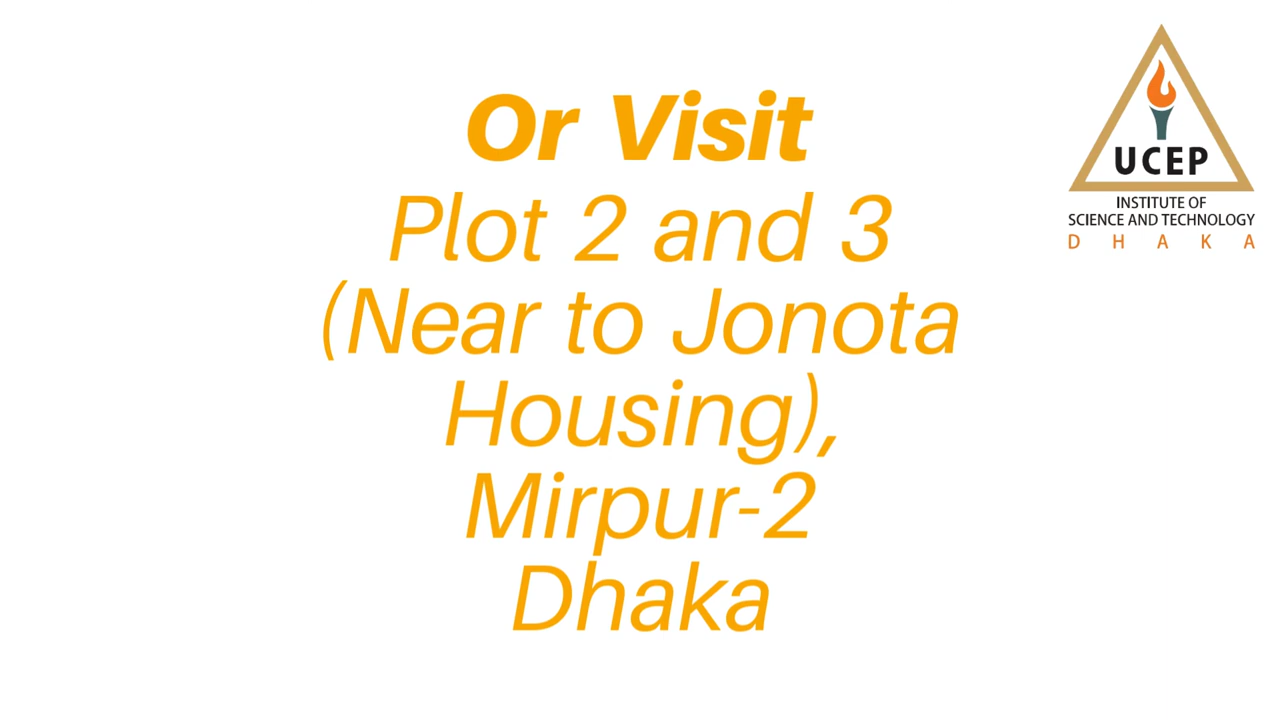 Or Visit
Plot 2 and 3
(Near to Jonota
Housing),
Mirpur-2
Dhaka
UCEP
INSTITUTE OF
SCIENCE AND TECHNOLOGY
DHAKA